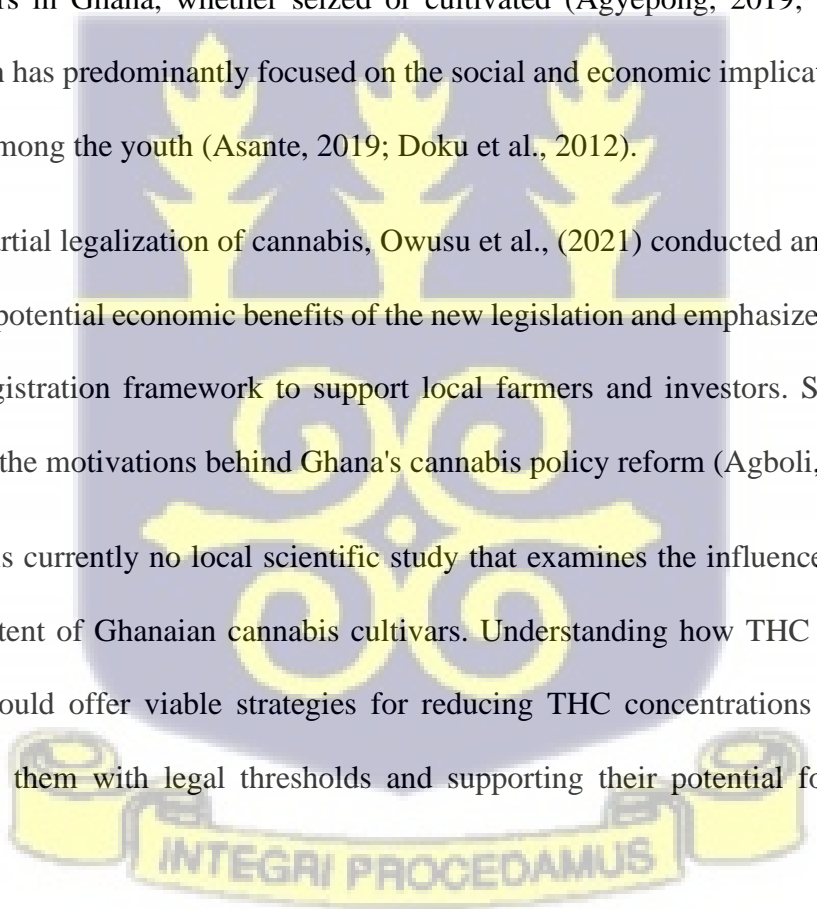 rs in Ghana, whether seized or cultivated (Agyepong, 2019;
n has predominantly focused on the social and economic implicat
mong the youth (Asante, 2019; Doku et al., 2012).
rtial legalization of cannabis, Owusu et al., (2021) conducted an
potential economic benefits of the new legislation and emphasize
gistration framework to support local farmers and investors. S
the motivations behind Ghana's cannabis policy reform (Agboli,
is currently no local scientific study that examines the influence
tent of Ghanaian cannabis cultivars. Understanding how THC
ould offer viable strategies for reducing THC concentrations
them with legal thresholds and supporting their potential fo
INTEGRI PROCEDAMUS